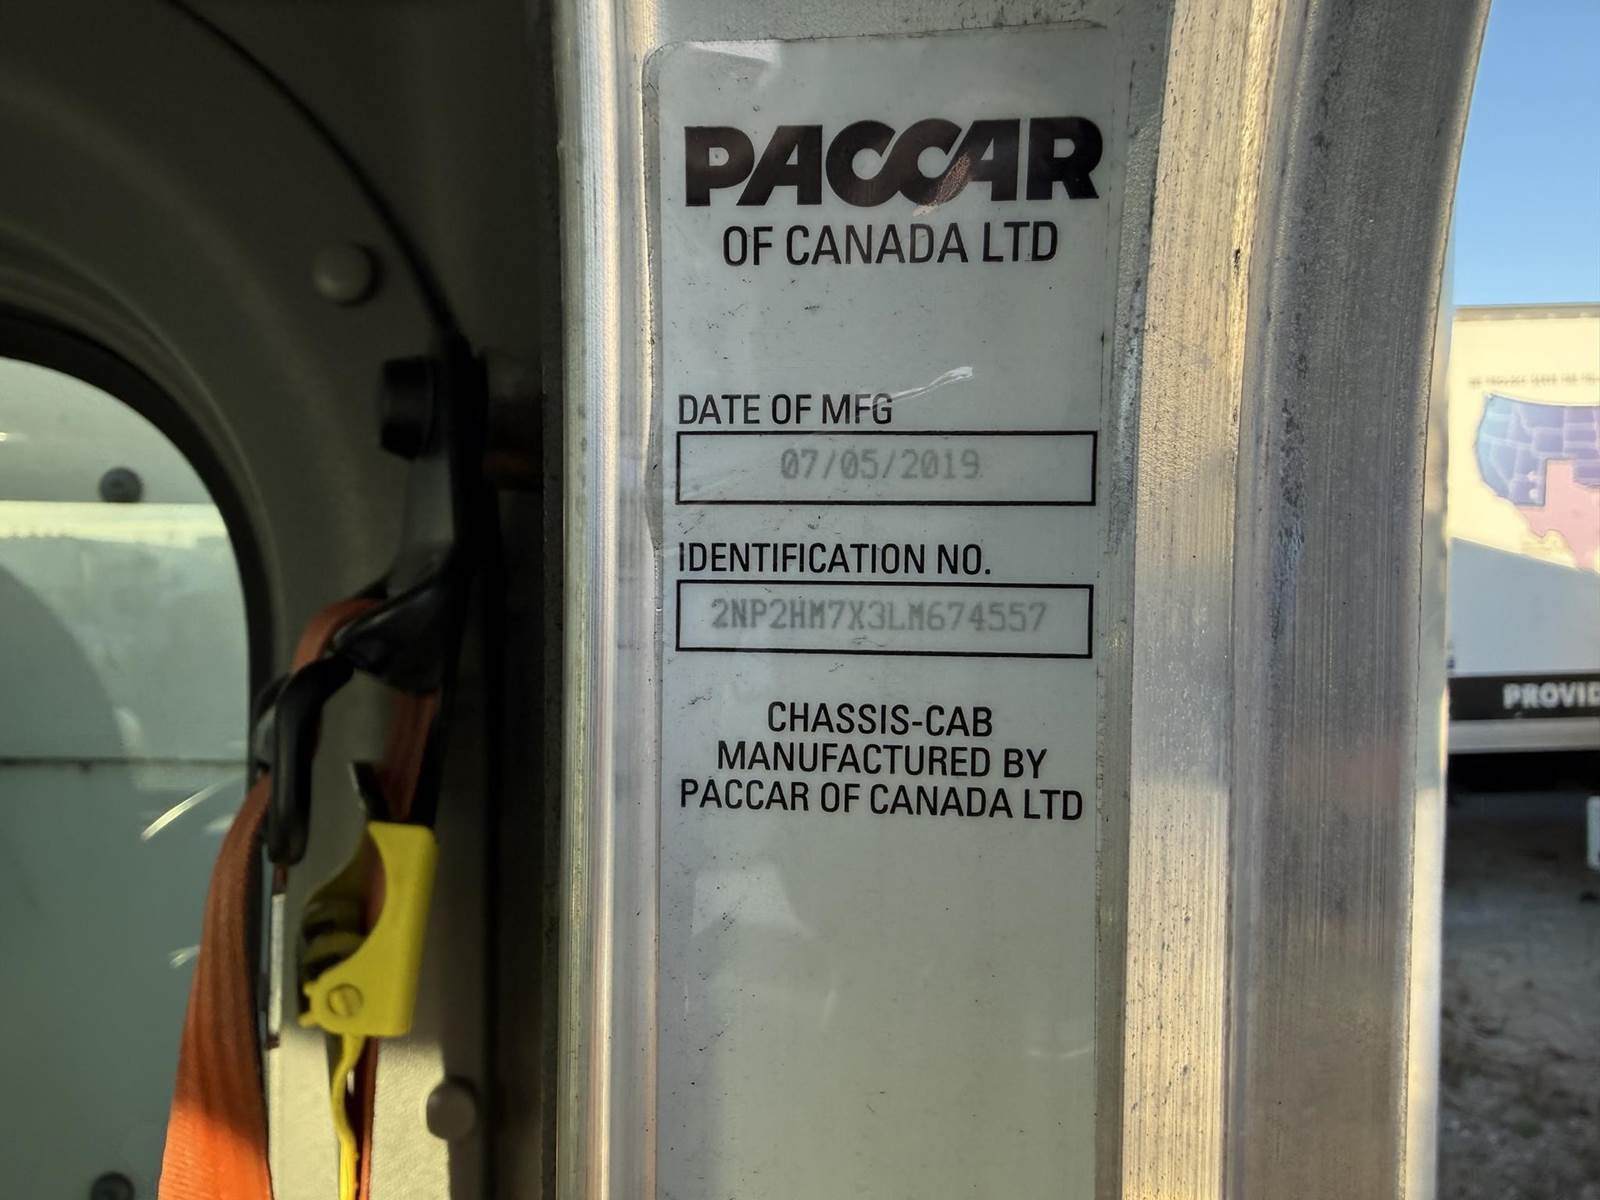 PACCAR
OF CANADA LTD
DATE OF MFG
07/05/2019
IDENTIFICATION NO.
2NP2HM7X3LM674557
CHASSIS-CAB
MANUFACTURED BY
PACCAR OF CANADA LTD
PROVID